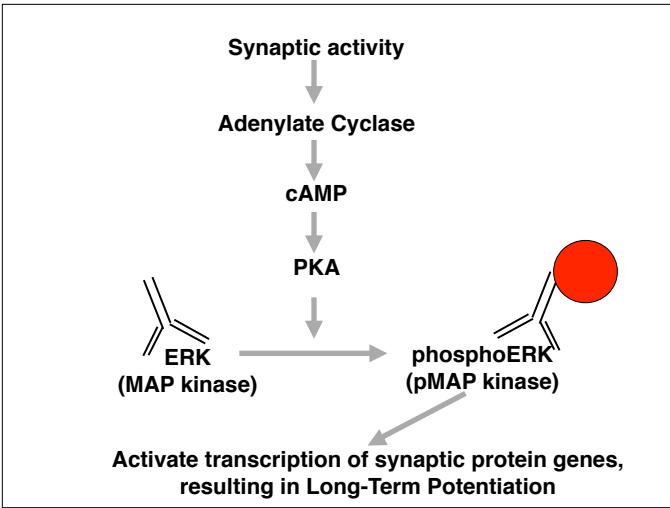 Synaptic activity
Adenylate Cyclase
cAMP
PKA
ERK
(MAP kinase)
phosphoERK
(pMAP kinase)
Activate transcription of synaptic protein genes,
resulting in Long-Term Potentiation